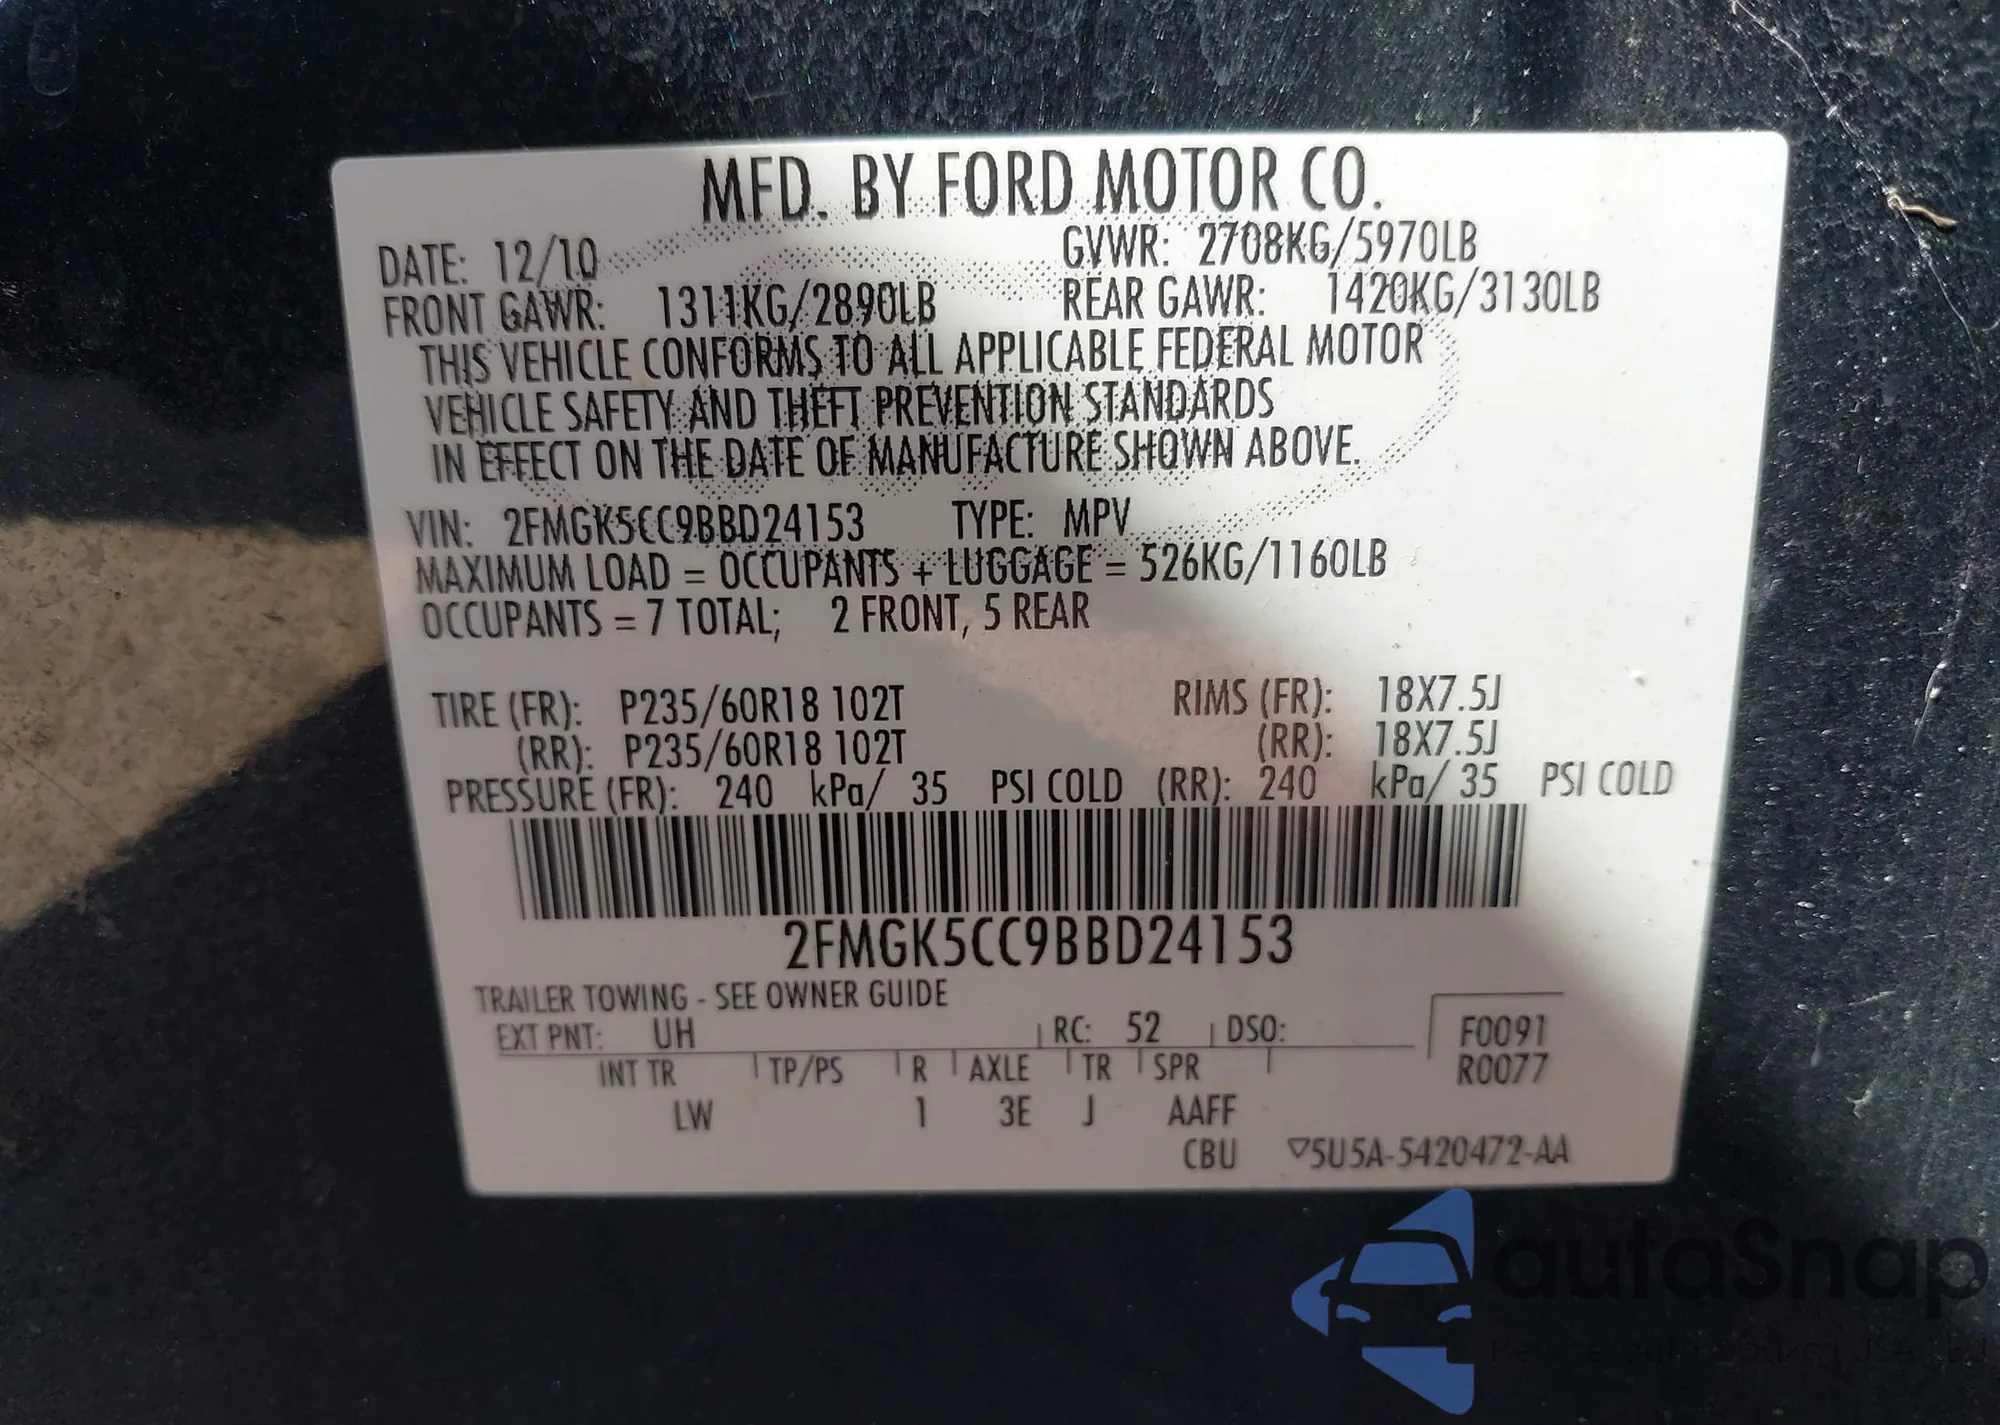 MFD. BY FORD MOTOR CO.
DATE: 12/10 GVWR: 2708KG/5970LB
FRONT GAWR: 1311KG/2890LB REAR GAWR: 1420KG/3130LB
THIS VEHICLE CONFORMS TO ALL APPLICABLE FEDERAL MOTOR
VEHICLE SAFETY AND THEFT PREVENTION STANDARDS
IN EFFECT ON THE DATE OF MANUFACTURE SHOWN ABOVE.
VIN: 2FMGK5CC9BBD24153 TYPE: MPV
MAXIMUM LOAD = OCCUPANTS + LUGGAGE = 526KG/1160LB
OCCUPANTS = 7 TOTAL; 2 FRONT, 5 REAR
TIRE (FR): P235/60R18 102T RIMS (FR): 18X7.5J
(RR): P235/60R18 102T (RR): 18X7.5J
PRESSURE (FR): 240 kPa/ 35 PSI COLD (RR): 240 kPa/ 35 PSI COLD
2FMGK5CC9BBD24153
TRAILER TOWING - SEE OWNER GUIDE
EXT PNT: UH RC: 52 DSO: F0091
INT TR TP/PS R AXLE TR SPR R0077
LW 1 3E J AAFF
CBU ▽5U5A-5420472-AA
autoSnap